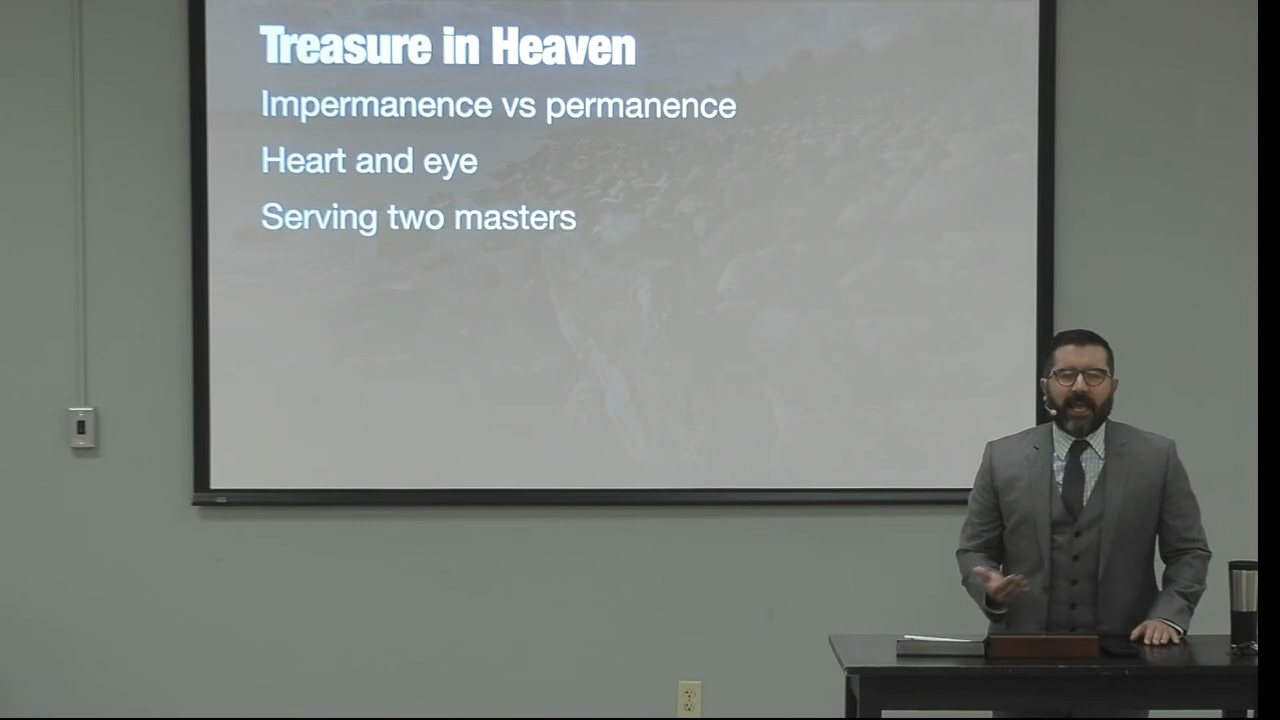 Treasure in Heaven
Impermanence vs permanence
Heart and eye
Serving two masters